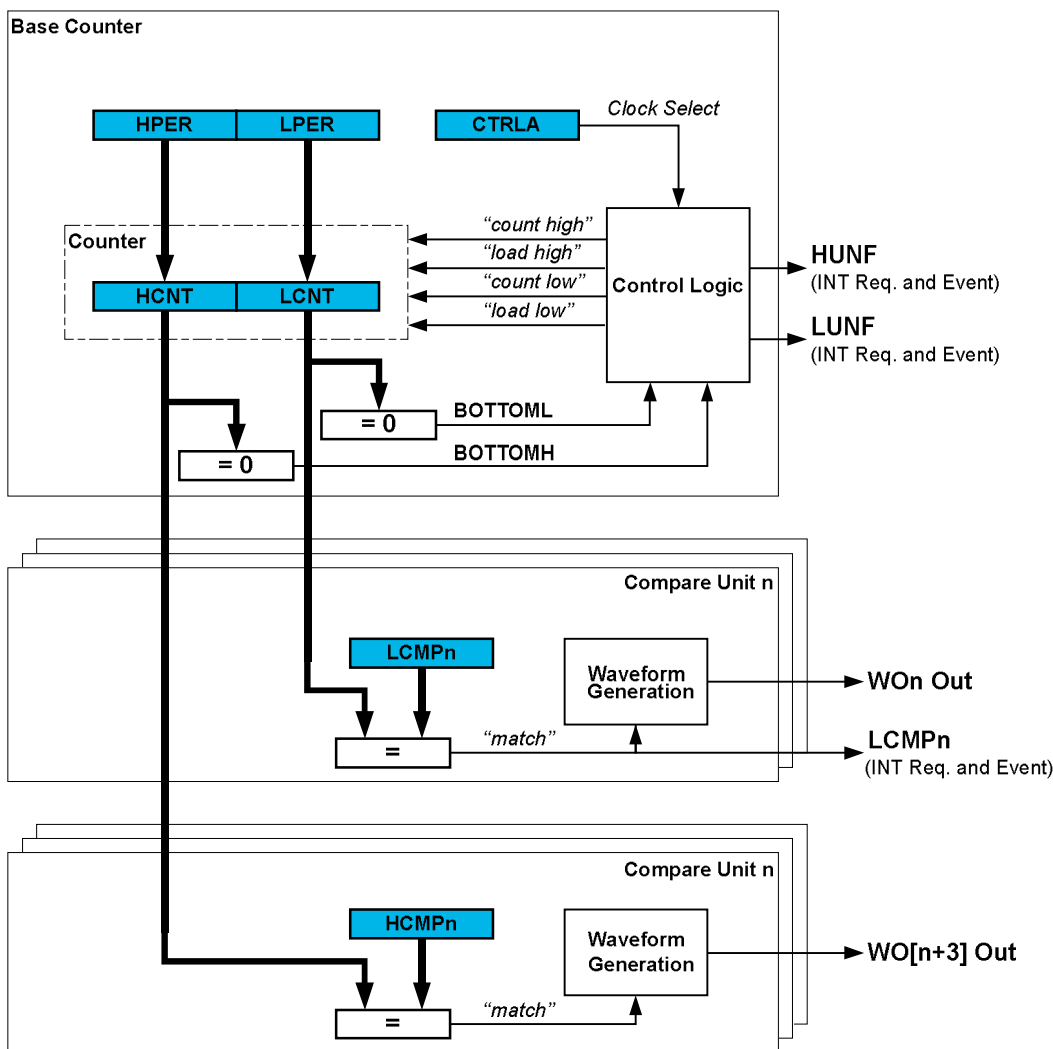 Base Counter
HPER LPER CTRLA Clock Select
Counter
“count high”
“load high”
“count low”
“load low”
HCNT LCNT
Control Logic
HUNF
(INT Req. and Event)
LUNF
(INT Req. and Event)
= 0 BOTTOML
= 0 BOTTOMH
Compare Unit n
LCMPn
Waveform
Generation
WOn Out
= “match”
LCMPn
(INT Req. and Event)
Compare Unit n
HCMPn
Waveform
Generation
WO[n+3] Out
= “match”